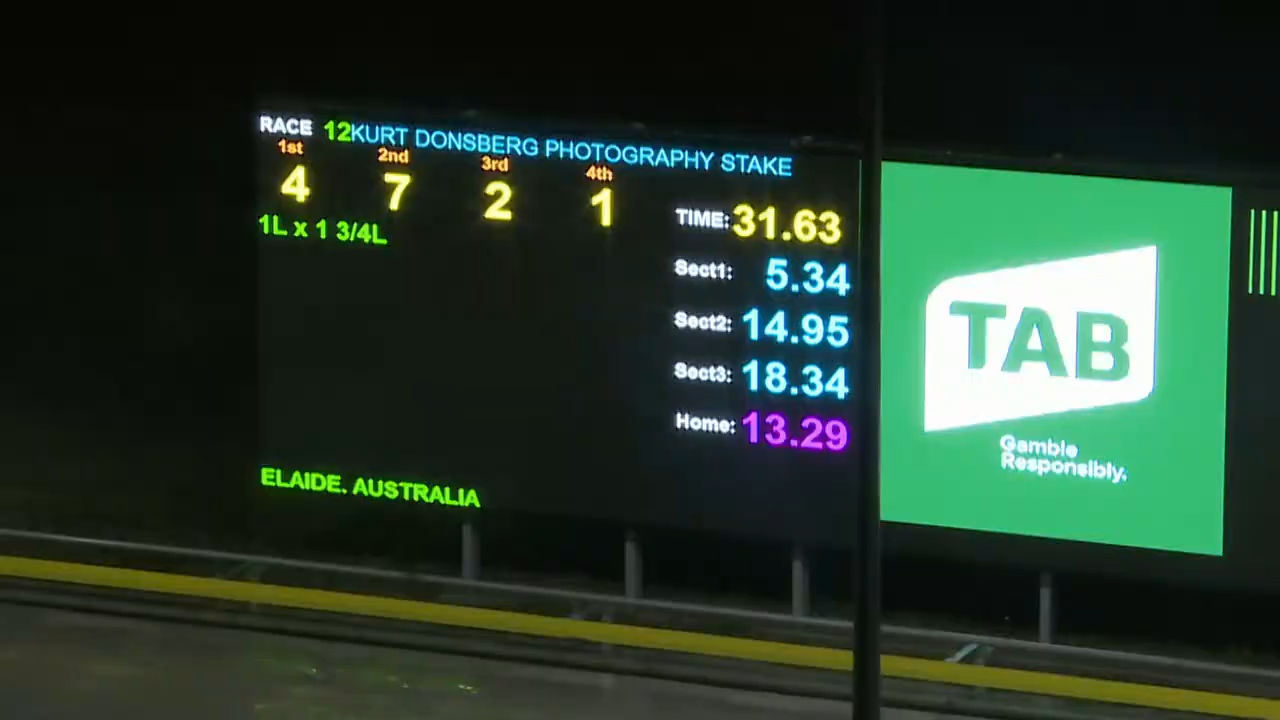 RACE 12KURT DONSBERG PHOTOGRAPHY STAKE
1st 2nd 3rd 4th
4 7 2 1
1L x 1 3/4L
TIME: 31.63
Sect1: 5.34
Sect2: 14.95
Sect3: 18.34
Home: 13.29
ELAIDE. AUSTRALIA
TAB
Gamble
Responsibly.